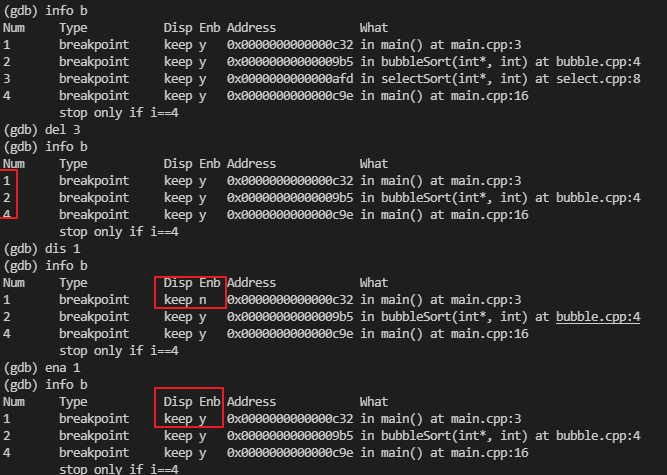 (gdb) info b
Num     Type           Disp Enb Address            What
1       breakpoint     keep y   0x0000000000000c32 in main() at main.cpp:3
2       breakpoint     keep y   0x00000000000009b5 in bubbleSort(int*, int) at bubble.cpp:4
3       breakpoint     keep y   0x0000000000000afd in selectSort(int*, int) at select.cpp:8
4       breakpoint     keep y   0x0000000000000c9e in main() at main.cpp:16
        stop only if i==4
(gdb) del 3
(gdb) info b
Num     Type           Disp Enb Address            What
1       breakpoint     keep y   0x0000000000000c32 in main() at main.cpp:3
2       breakpoint     keep y   0x00000000000009b5 in bubbleSort(int*, int) at bubble.cpp:4
4       breakpoint     keep y   0x0000000000000c9e in main() at main.cpp:16
        stop only if i==4
(gdb) dis 1
(gdb) info b
Num     Type           Disp Enb Address            What
1       breakpoint     keep n   0x0000000000000c32 in main() at main.cpp:3
2       breakpoint     keep y   0x00000000000009b5 in bubbleSort(int*, int) at bubble.cpp:4
4       breakpoint     keep y   0x0000000000000c9e in main() at main.cpp:16
        stop only if i==4
(gdb) ena 1
(gdb) info b
Num     Type           Disp Enb Address            What
1       breakpoint     keep y   0x0000000000000c32 in main() at main.cpp:3
2       breakpoint     keep y   0x00000000000009b5 in bubbleSort(int*, int) at bubble.cpp:4
4       breakpoint     keep y   0x0000000000000c9e in main() at main.cpp:16
        stop only if i==4